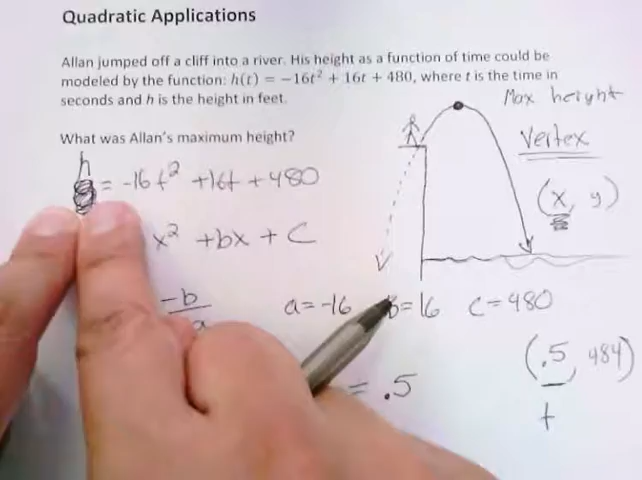 Quadratic Applications
Allan jumped off a cliff into a river. His height as a function of time could be
modeled by the function: h(t) = −16t² + 16t + 480, where t is the time in
seconds and h is the height in feet.
What was Allan's maximum height?
Max height
Vertex
(x, y)
h
= -16t² +16t + 480
x² + bx + C
-b
a
a=-16 b=16 C=480
= .5
(.5, 484)
t